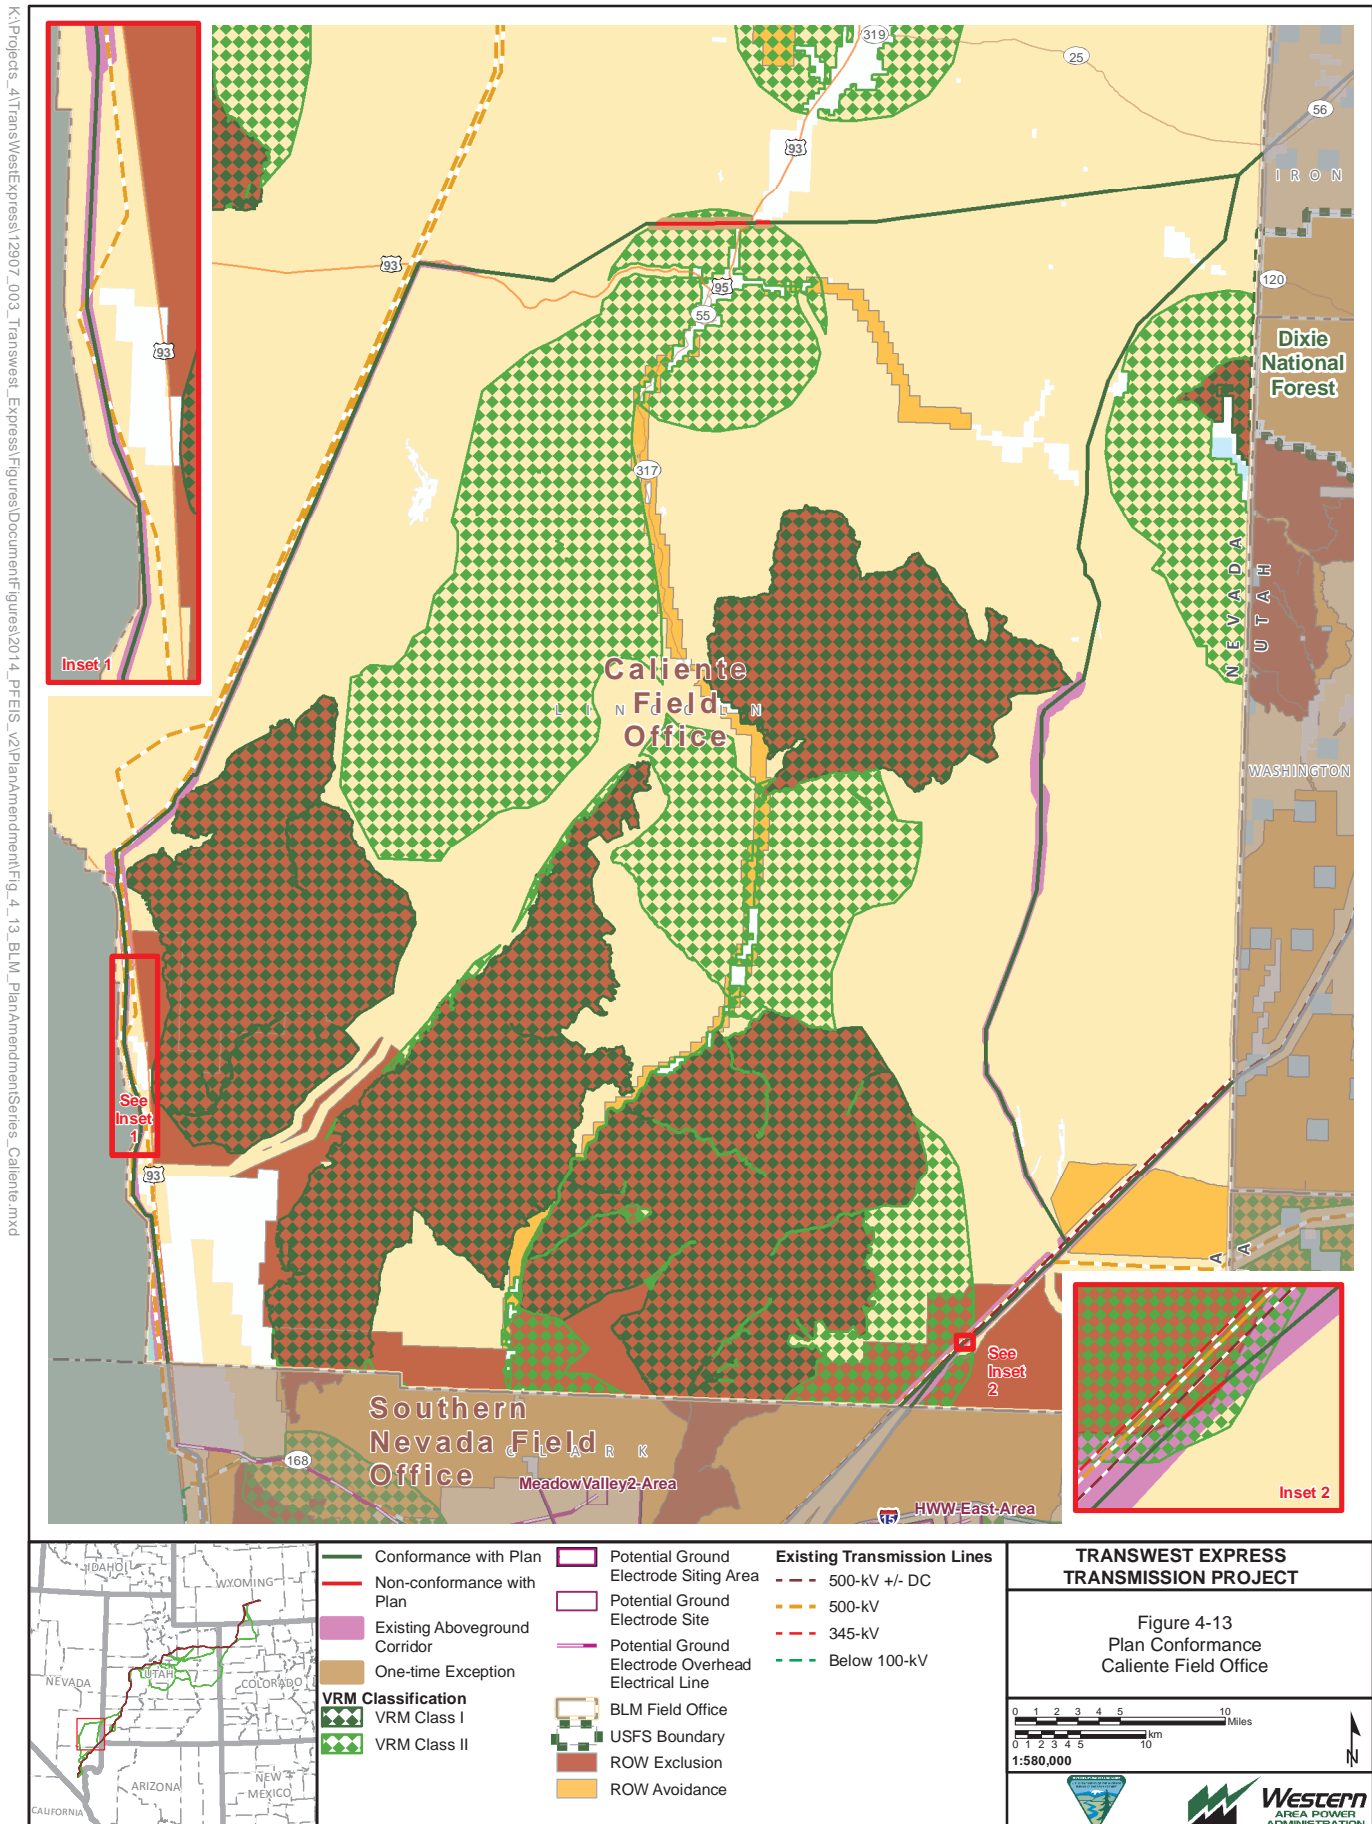 K:\Projects_4\TransWestExpress\12907_003_Transwest_Express\Figures\DocumentFigures\2014_PFEIS_v2\PlanAmendment\Fig_4_13_BLM_PlanAmendmentSeries_Caliente.mxd
319
25
56
93
IRON
93
95
55
120
Dixie
National
Forest
93
317
NEVADA
UTAH
Inset 1
Caliente
Field
Office
LINCOLN
WASHINGTON
See
Inset
1
93
A
A
See
Inset
2
Southern
Nevada Field
Office
CLARK
168
MeadowValley2-Area
15
HWW-East-Area
Inset 2
IDAHO
WYOMING
NEVADA
UTAH
COLORADO
ARIZONA
NEW
MEXICO
CALIFORNIA
Conformance with Plan
Non-conformance with
Plan
Existing Aboveground
Corridor
One-time Exception
VRM Classification
VRM Class I
VRM Class II
Potential Ground
Electrode Siting Area
Potential Ground
Electrode Site
Potential Ground
Electrode Overhead
Electrical Line
BLM Field Office
USFS Boundary
ROW Exclusion
ROW Avoidance
Existing Transmission Lines
500-kV +/- DC
500-kV
345-kV
Below 100-kV
TRANSWEST EXPRESS
TRANSMISSION PROJECT
Figure 4-13
Plan Conformance
Caliente Field Office
0 1 2 3 4 5 10
Miles
km
0 1 2 3 4 5 10
1:580,000
N
Western
AREA POWER
ADMINISTRATION